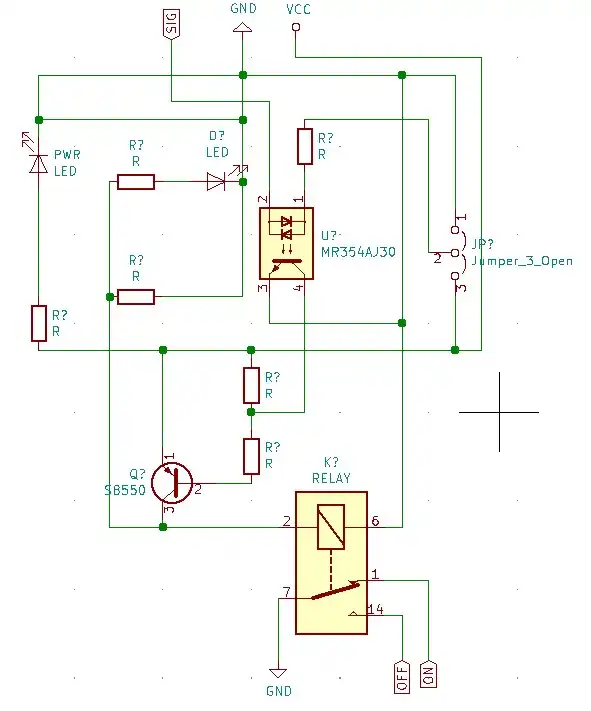 GND VCC
SIG
R? D?
R LED
PWR
LED
R?
R
2 1
U?
MR354AJ30
3 4
1
JP?
2 Jumper_3_Open
3
R?
R
R?
R
R?
R
R?
R
1
Q?
S8550 2
3
K?
RELAY
2 6
1
7
14
OFF ON
GND